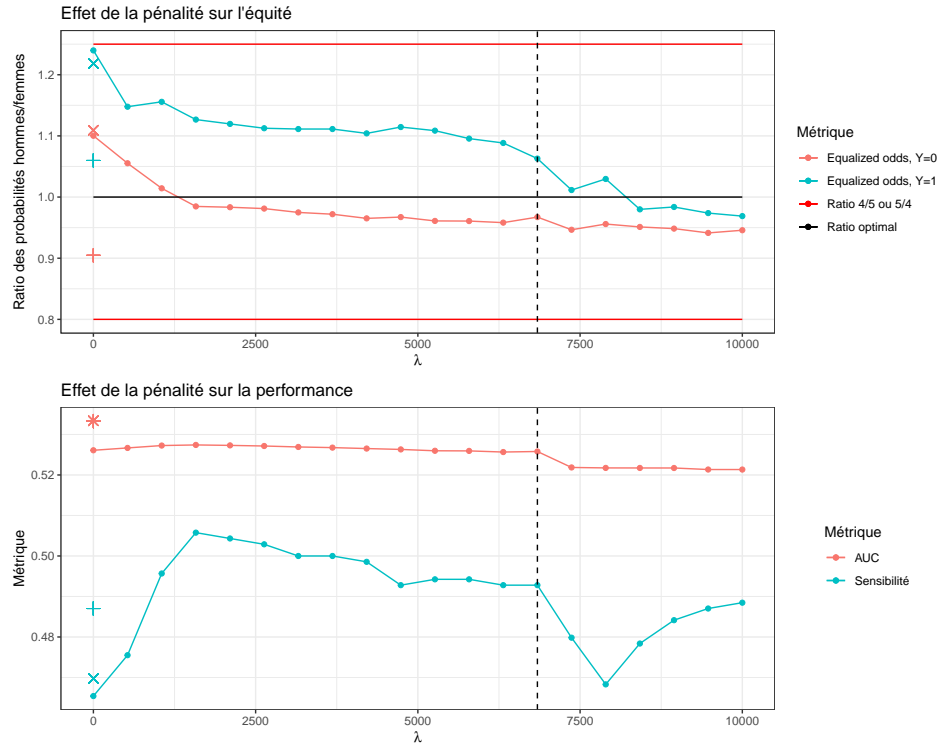 Effet de la pénalité sur l'équité
Ratio des probabilités hommes/femmes
1.2
1.1
1.0
0.9
0.8
0
2500
5000
7500
10000
λ
Métrique
Equalized odds, Y=0
Equalized odds, Y=1
Ratio 4/5 ou 5/4
Ratio optimal
Effet de la pénalité sur la performance
Métrique
0.52
0.50
0.48
0
2500
5000
7500
10000
λ
Métrique
AUC
Sensibilité